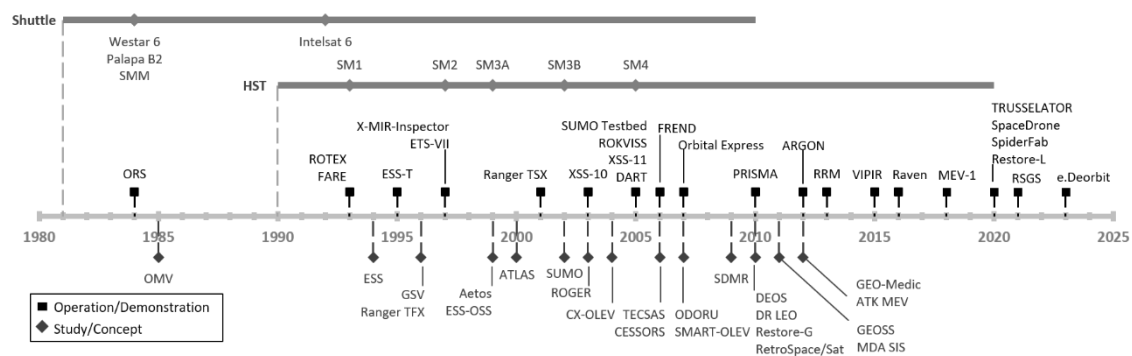 Shuttle
Westar 6
Palapa B2
SMM
Intelsat 6
HST
SM1
SM2
SM3A
SM3B
SM4
ORS
ROTEX
FARE
ESS-T
X-MIR-Inspector
ETS-VII
Ranger TSX
XSS-10
SUMO Testbed
ROKVISS
XSS-11
DART
FREND
Orbital Express
PRISMA
ARGON
RRM
VIPIR
Raven
MEV-1
TRUSSELATOR
SpaceDrone
SpiderFab
Restore-L
RSGS
e.Deorbit
1980
1985
1990
1995
2000
2005
2010
2015
2020
2025
OMV
ESS
GSV
Ranger TFX
Aetos
ESS-OSS
ATLAS
SUMO
ROGER
CX-OLEV
TECSAS
CESSORS
ODORU
SMART-OLEV
SDMR
DEOS
DR LEO
Restore-G
RetroSpace/Sat
GEOSS
MDA SIS
GEO-Medic
ATK MEV
Operation/Demonstration
Study/Concept